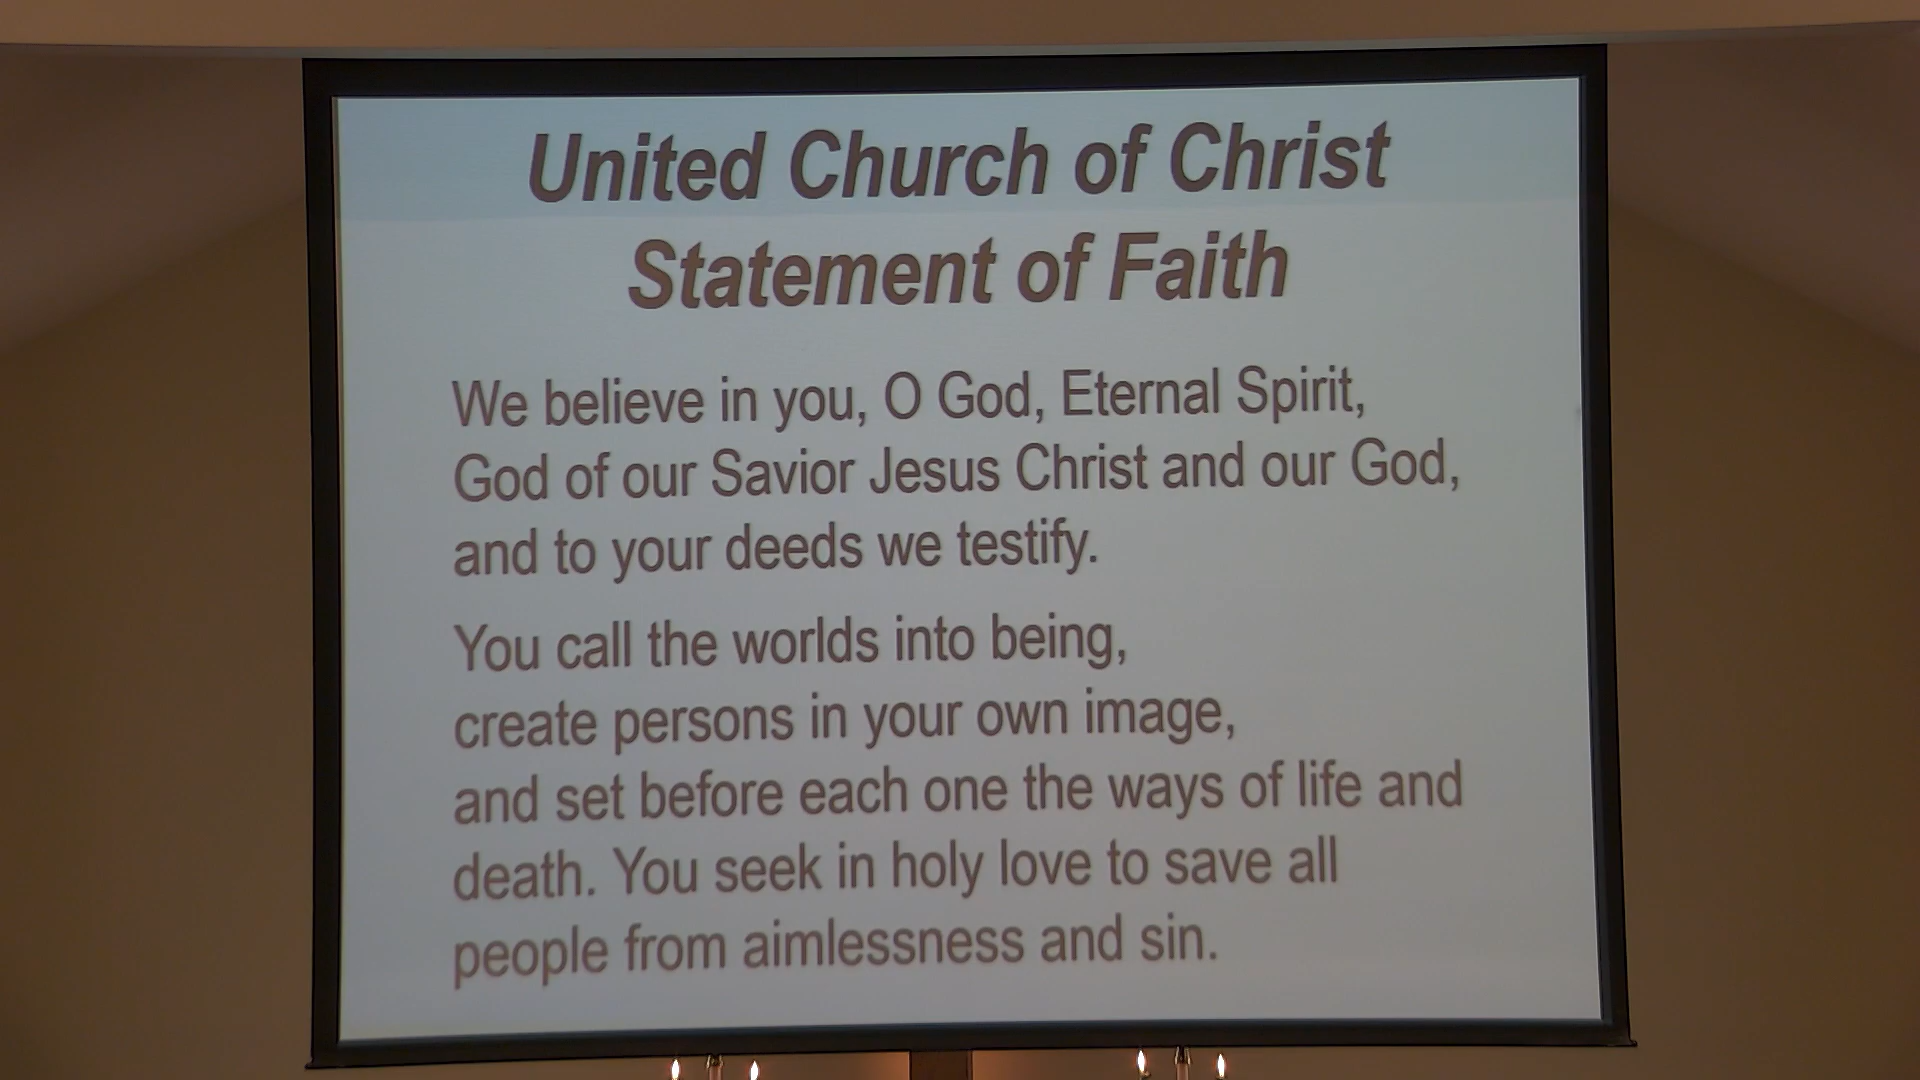 United Church of Christ
Statement of Faith
We believe in you, O God, Eternal Spirit,
God of our Savior Jesus Christ and our God,
and to your deeds we testify.
You call the worlds into being,
create persons in your own image,
and set before each one the ways of life and
death. You seek in holy love to save all
people from aimlessness and sin.